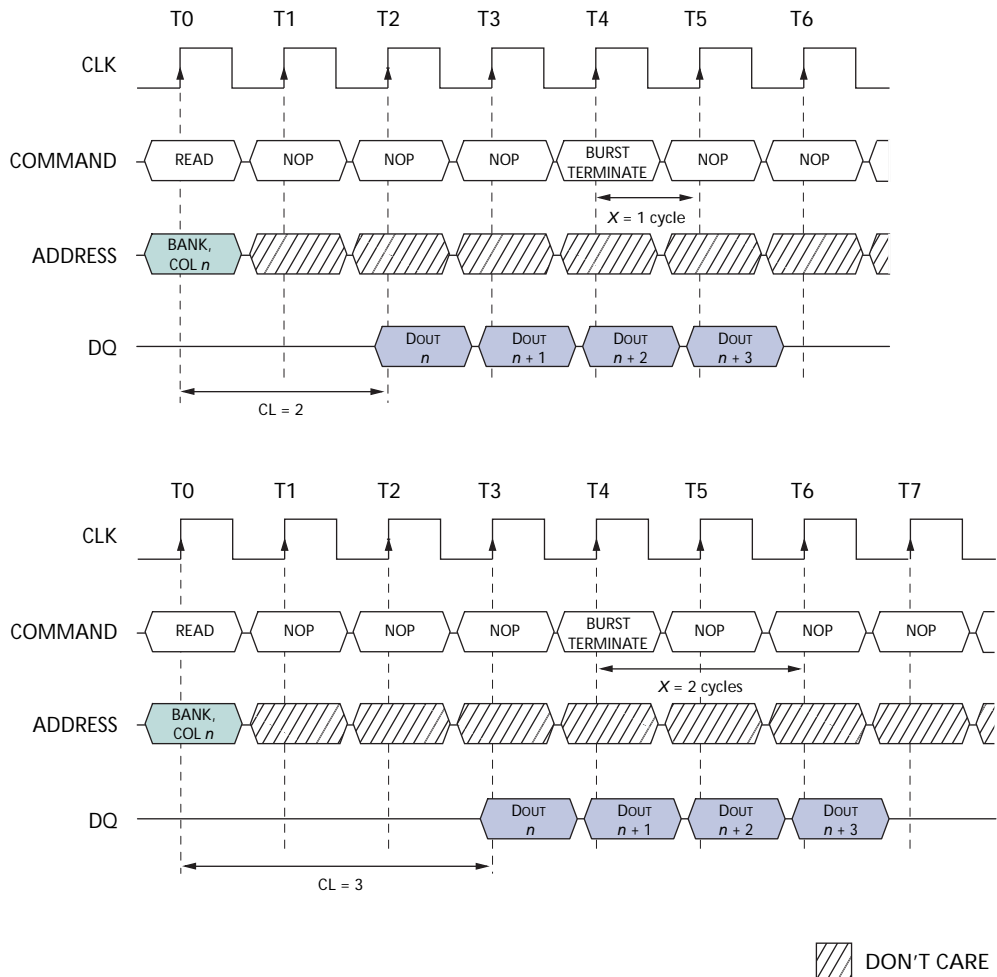 T0 T1 T2 T3 T4 T5 T6
CLK
COMMAND READ NOP NOP NOP BURST TERMINATE NOP NOP
X = 1 cycle
ADDRESS BANK, COL n
DQ DOUT n DOUT n + 1 DOUT n + 2 DOUT n + 3
CL = 2
T0 T1 T2 T3 T4 T5 T6 T7
CLK
COMMAND READ NOP NOP NOP BURST TERMINATE NOP NOP NOP
X = 2 cycles
ADDRESS BANK, COL n
DQ DOUT n DOUT n + 1 DOUT n + 2 DOUT n + 3
CL = 3
DON'T CARE